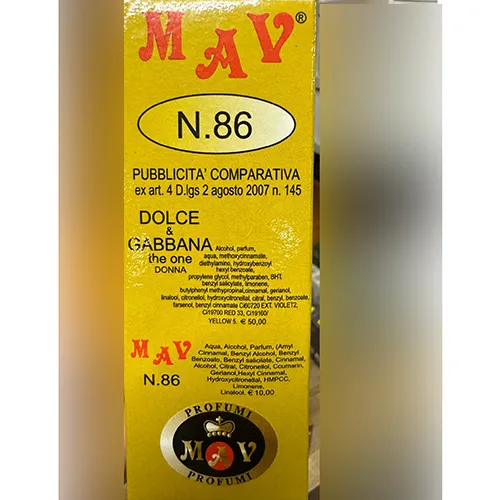 MAV®
N.86
PUBBLICITA' COMPARATIVA
ex art. 4 D.lgs 2 agosto 2007 n. 145
DOLCE
&
GABBANA
the one
DONNA
Alcohol, parfum,
aqua, methoxycinnamate,
diethylamino, hydroxybenzoyl
hexyl benzoate,
propylene glycol, methylparaben, BHT,
benzyl salicylate, limonene,
butylphenyl methypropinal,cinnamal, geraniol,
linalool, citronellol, hydroxycitronellal, citral, benzyl, benzoate,
farsenol, benzyl cinnamate Ci60720 EXT. VIOLET2,
Ci19700 RED 33, Ci19160/
YELLOW 5. € 50,00
MAV
N.86
Aqua, Alcohol, Parfum, (Amyl
Cinnamal, Benzyl Alcohol, Benzyl
Benzoate, Benzyl saliciate, Cinnamal,
Alcohol, Citral, Citronellol, Coumarin,
Geraniol,Hexyl Cinnamal,
Hydroxycitronellal, HMPCC,
Limonene,
Linalool. € 10,00
PROFUMI
MAV
PROFUMI